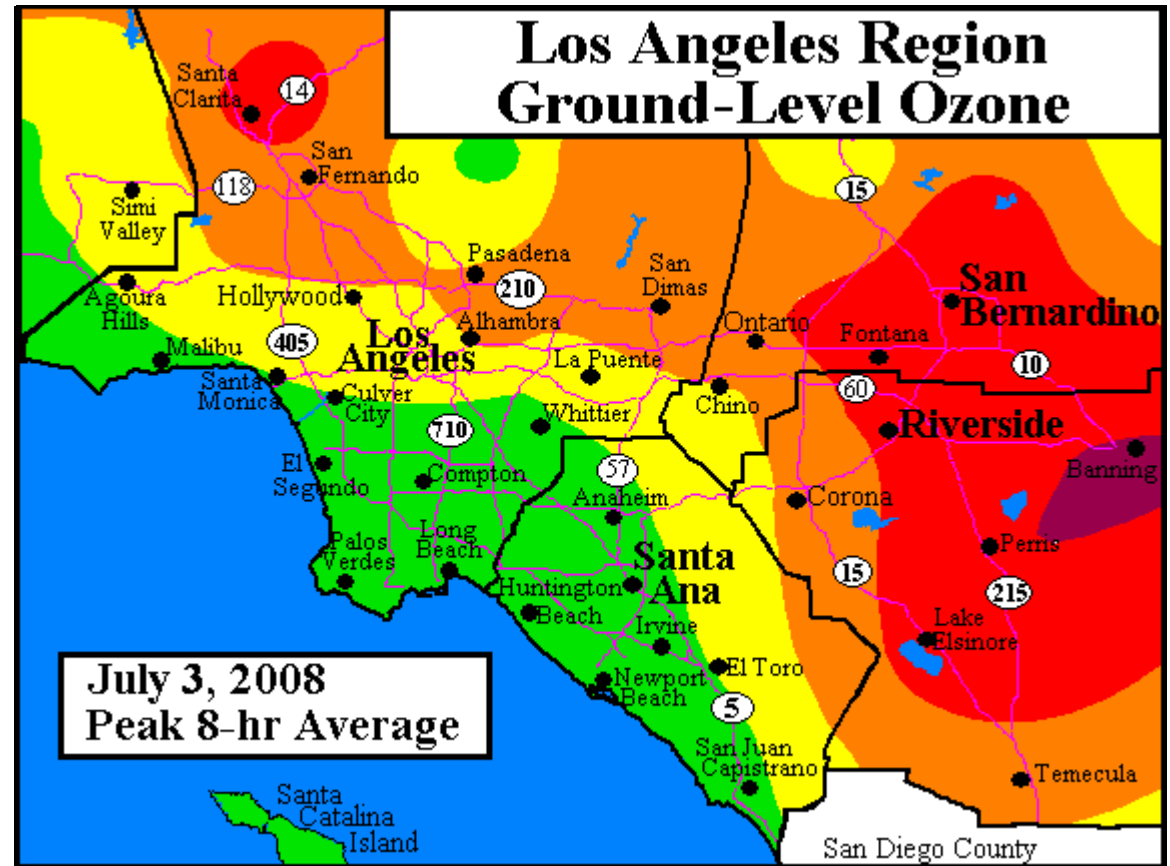 Los Angeles Region
Ground-Level Ozone
Santa
Clarita
14
San
Fernando
118
15
Simi
Valley
Pasadena
San
Dimas
210
Agoura
Hills
Hollywood
San
Bernardino
Los
Angeles
Alhambra
Ontario
Fontana
405
Malibu
La Puente
10
Santa
Monica
Culver
City
Chino
60
Whittier
710
Riverside
El
Segundo
Compton
57
Banning
Anaheim
Corona
Palos
Verdes
Long
Beach
Santa
Ana
Perris
Huntington
Beach
15
215
Irvine
Lake
Elsinore
El Toro
Newport
Beach
5
July 3, 2008
Peak 8-hr Average
San Juan
Capistrano
Temecula
Santa
Catalina
Island
San Diego County